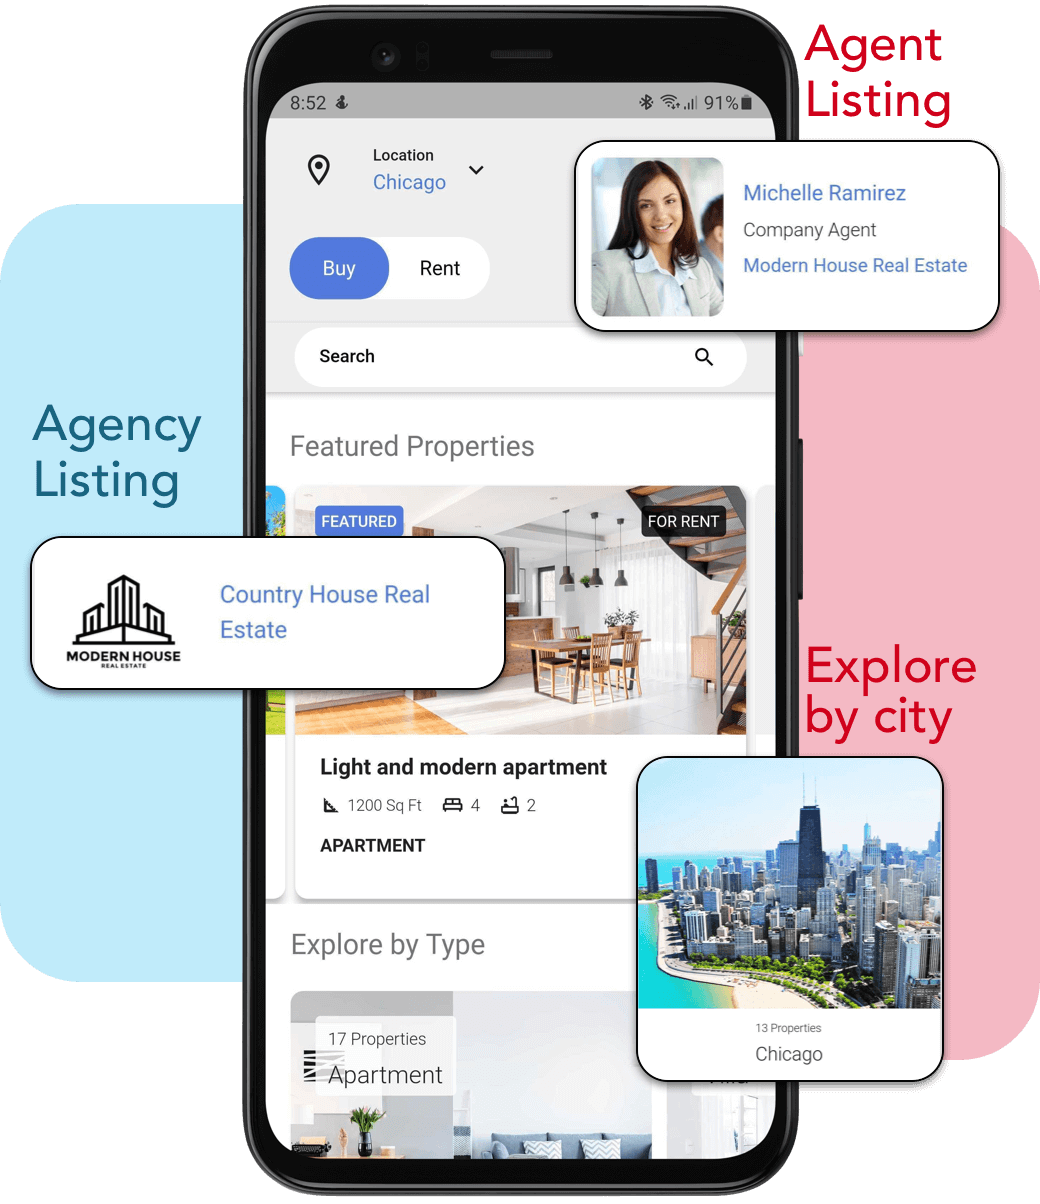 Agent
Listing
8:52
91%
Location
Chicago
Michelle Ramirez
Company Agent
Modern House Real Estate
Buy
Rent
Search
Agency
Listing
Featured Properties
FEATURED
FOR RENT
Country House Real
Estate
MODERN HOUSE
REAL ESTATE
Explore
by city
Light and modern apartment
1200 Sq Ft
4
2
APARTMENT
Explore by Type
13 Properties
Chicago
17 Properties
Apartment